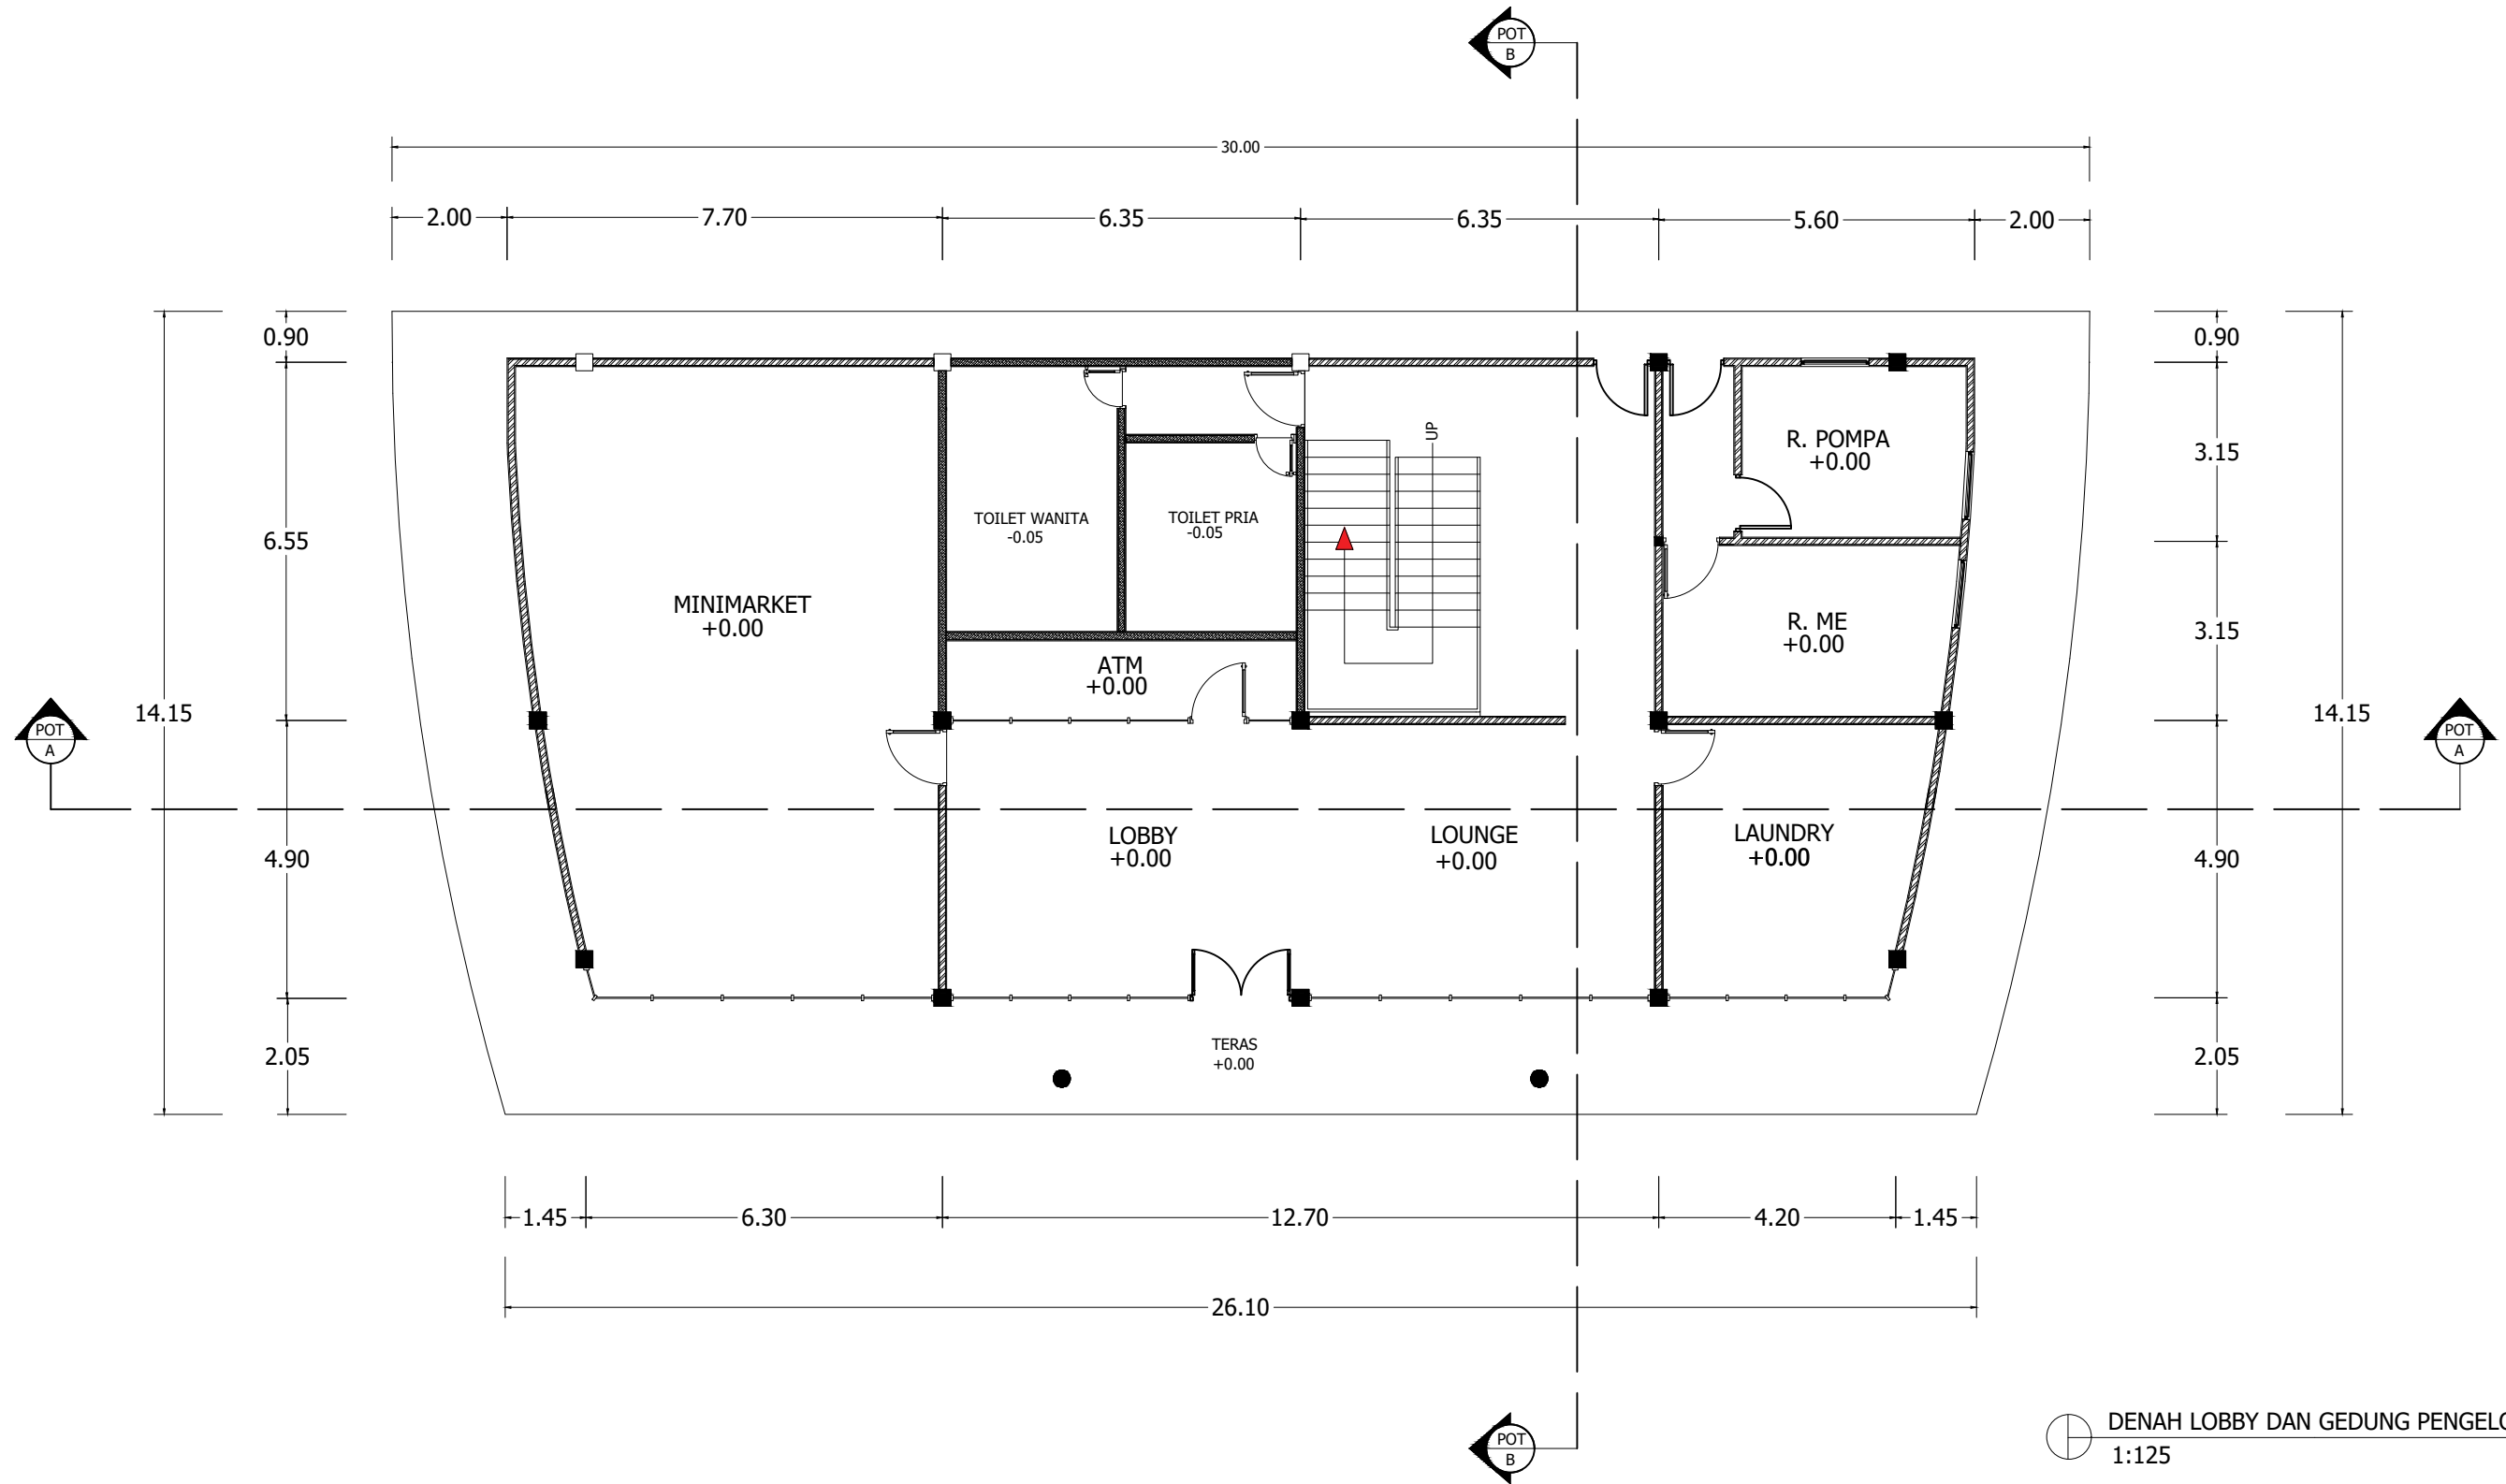 POT
B
30.00
2.00
7.70
6.35
6.35
5.60
2.00
0.90
6.55
14.15
4.90
2.05
0.90
3.15
3.15
14.15
4.90
2.05
UP
R. POMPA
+0.00
TOILET WANITA
-0.05
TOILET PRIA
-0.05
MINIMARKET
+0.00
R. ME
+0.00
ATM
+0.00
POT
A
POT
A
LOBBY
+0.00
LOUNGE
+0.00
LAUNDRY
+0.00
TERAS
+0.00
1.45
6.30
12.70
4.20
1.45
26.10
POT
B
DENAH LOBBY DAN GEDUNG
1:125